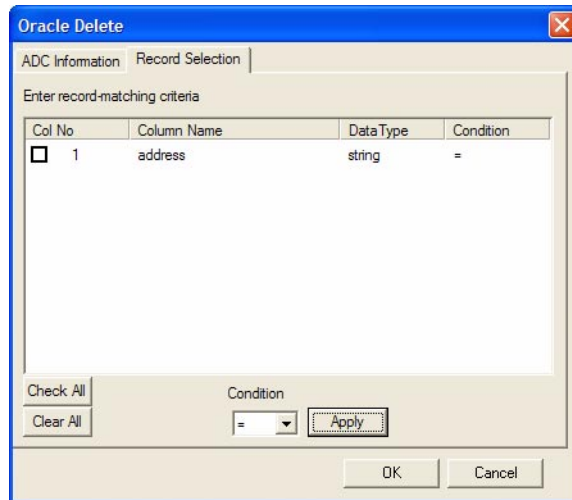 Oracle Delete
ADC Information Record Selection
Enter record-matching criteria
Col No Column Name DataType Condition
1 address string =
Check All
Condition
Clear All = Apply
OK Cancel